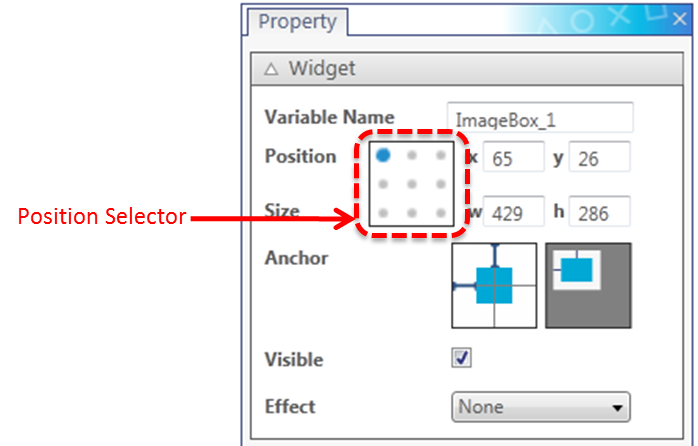 Property
Widget
Variable Name ImageBox_1
Position x 65 y 26
Position Selector
Size w 429 h 286
Anchor
Visible
Effect None